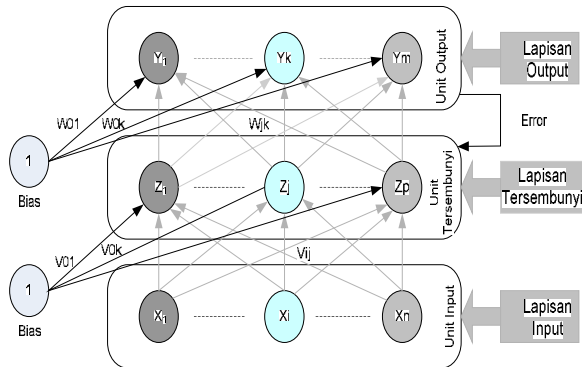 Y1
Yk
Ym
Unit Output
Lapisan
Output
W01
W0k
Wjk
Error
1
Bias
Z1
Zj
Zp
Unit
Tersembunyi
Lapisan
Tersembunyi
V01
V0k
Vij
1
Bias
X1
Xi
Xn
Unit Input
Lapisan
Input